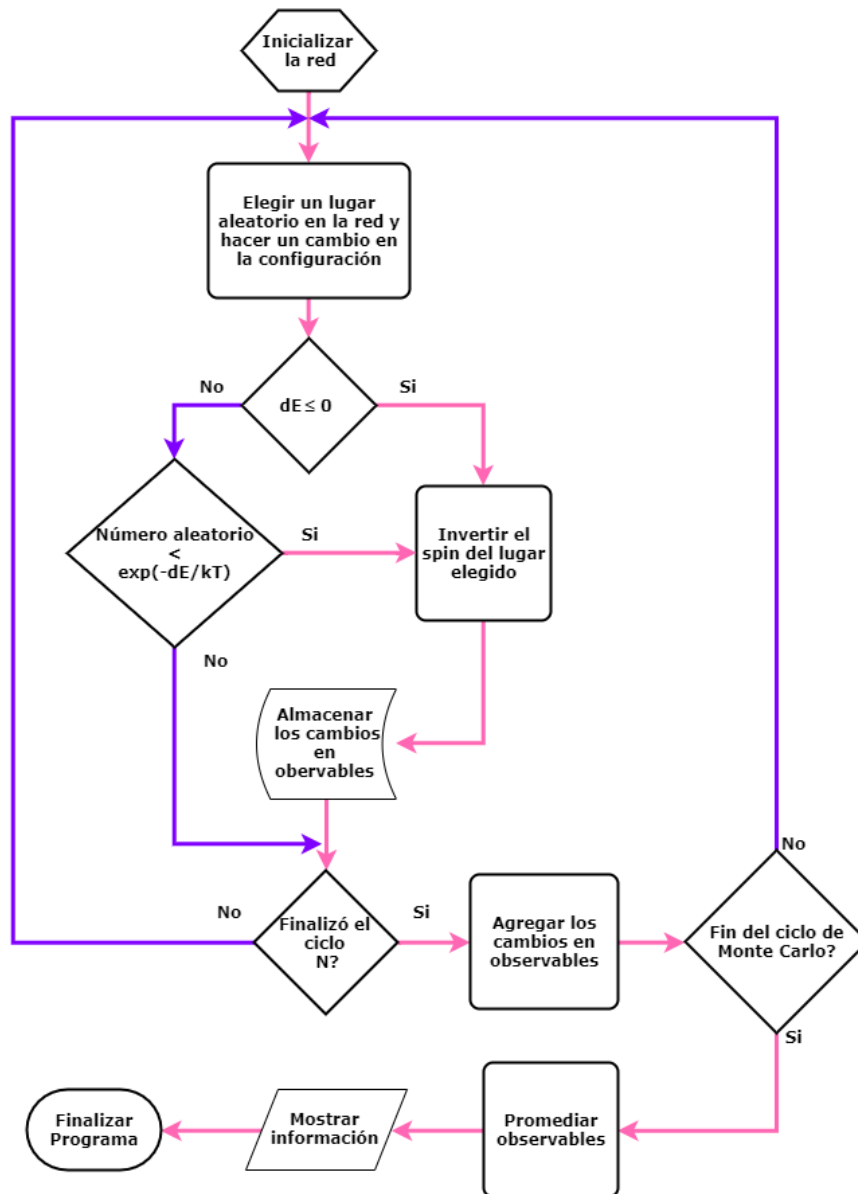 Inicializar
la red
Elegir un lugar
aleatorio en la red y
hacer un cambio en
la configuración
No
Si
dE ≤ 0
Número aleatorio
<
exp(-dE/kT)
Si
Invertir el
spin del lugar
elegido
No
Almacenar
los cambios
en
obervables
No
Finalizó el
ciclo
N?
Si
Agregar los
cambios en
observables
No
Fin del ciclo de
Monte Carlo?
Si
Promediar
observables
Mostrar
información
Finalizar
Programa